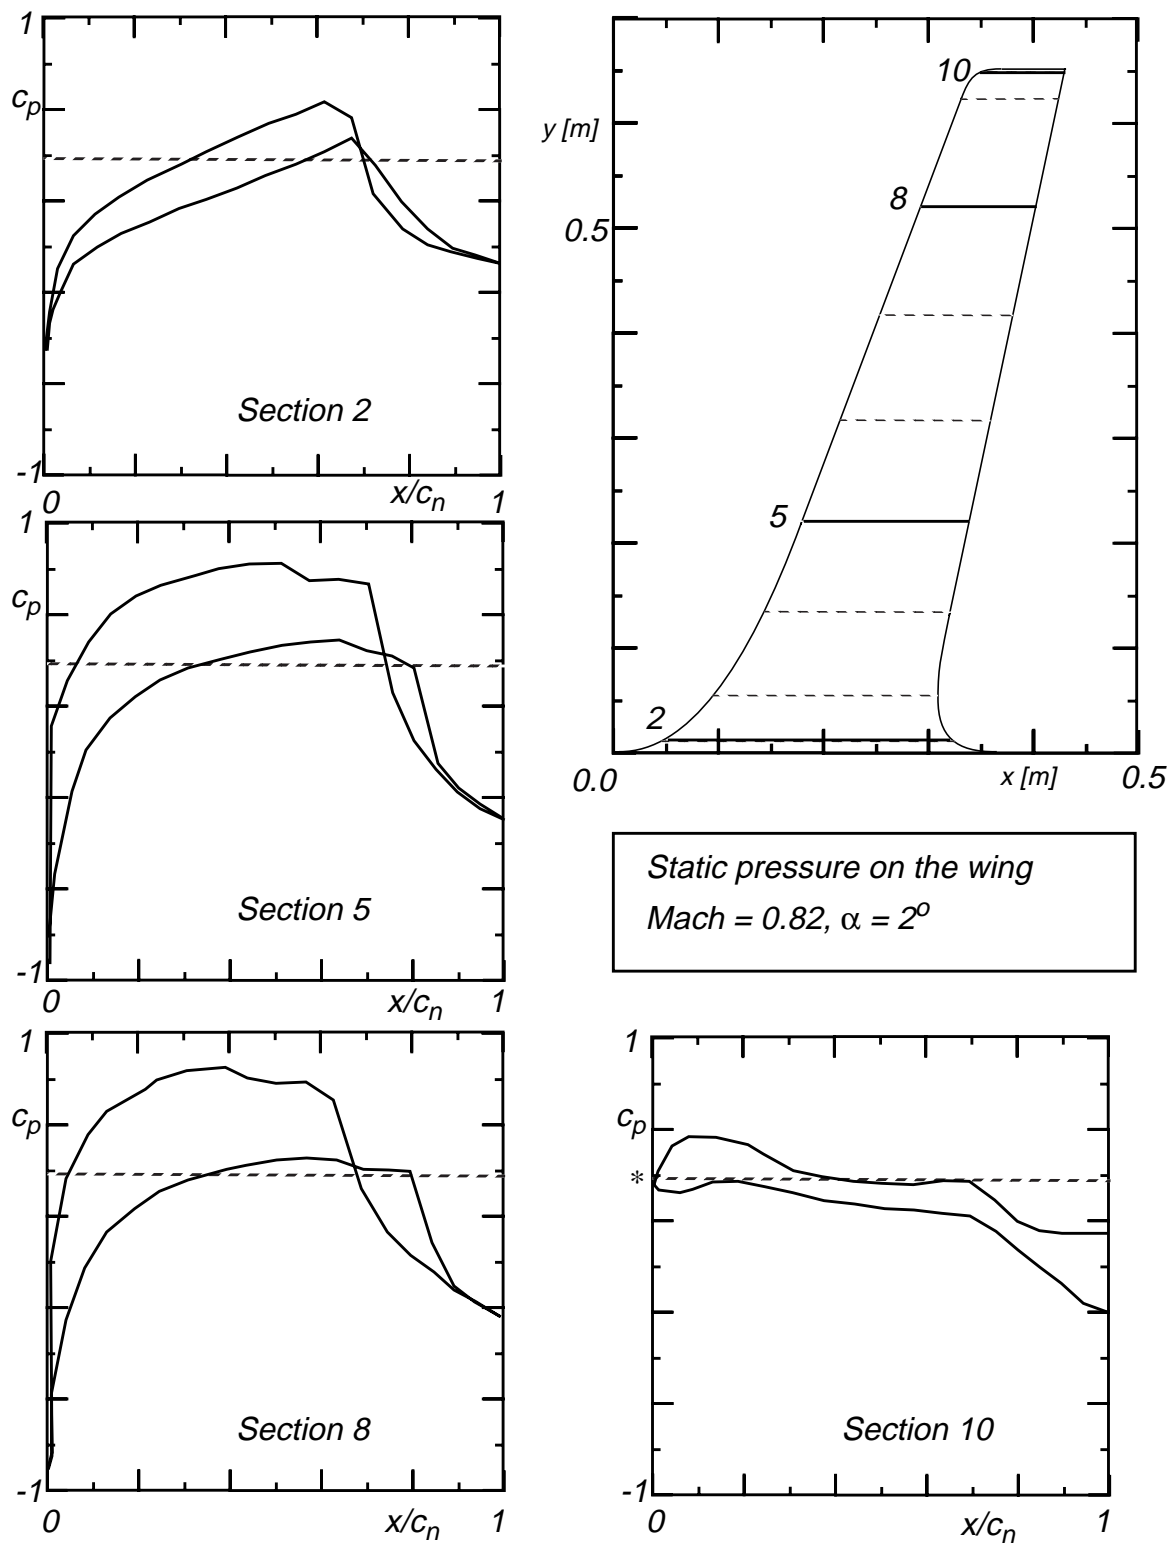 1
c_p
Section 2
-1
0
x/c_n
1
10
y [m]
8
0.5
5
2
0.0
x [m]
0.5
1
c_p
Section 5
-1
0
x/c_n
1
Static pressure on the wing
Mach = 0.82, α = 2^o
1
c_p
Section 8
-1
0
x/c_n
1
1
c_p
*
Section 10
-1
0
x/c_n
1